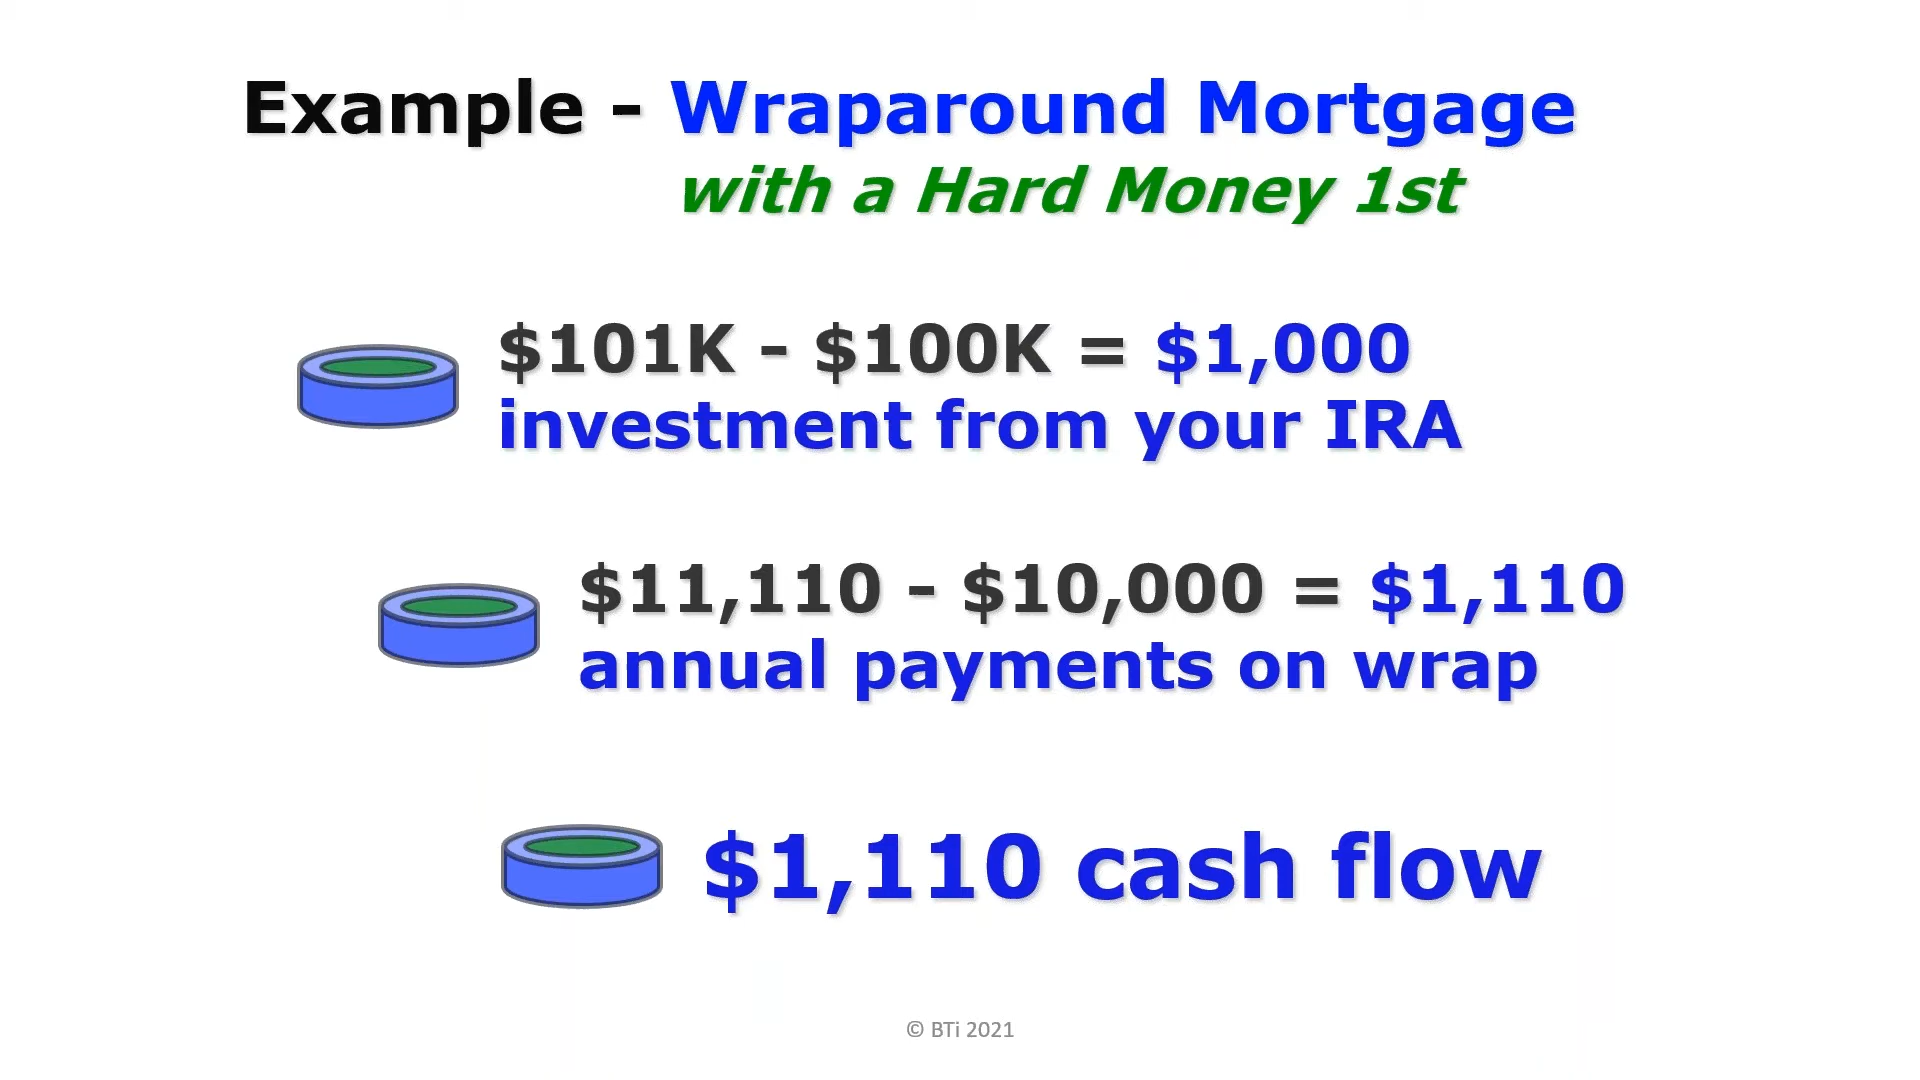 Example - Wraparound Mortgage
with a Hard Money 1st
$101K - $100K = $1,000
investment from your IRA
$11,110 - $10,000 = $1,110
annual payments on wrap
$1,110 cash flow
© BTi 2021